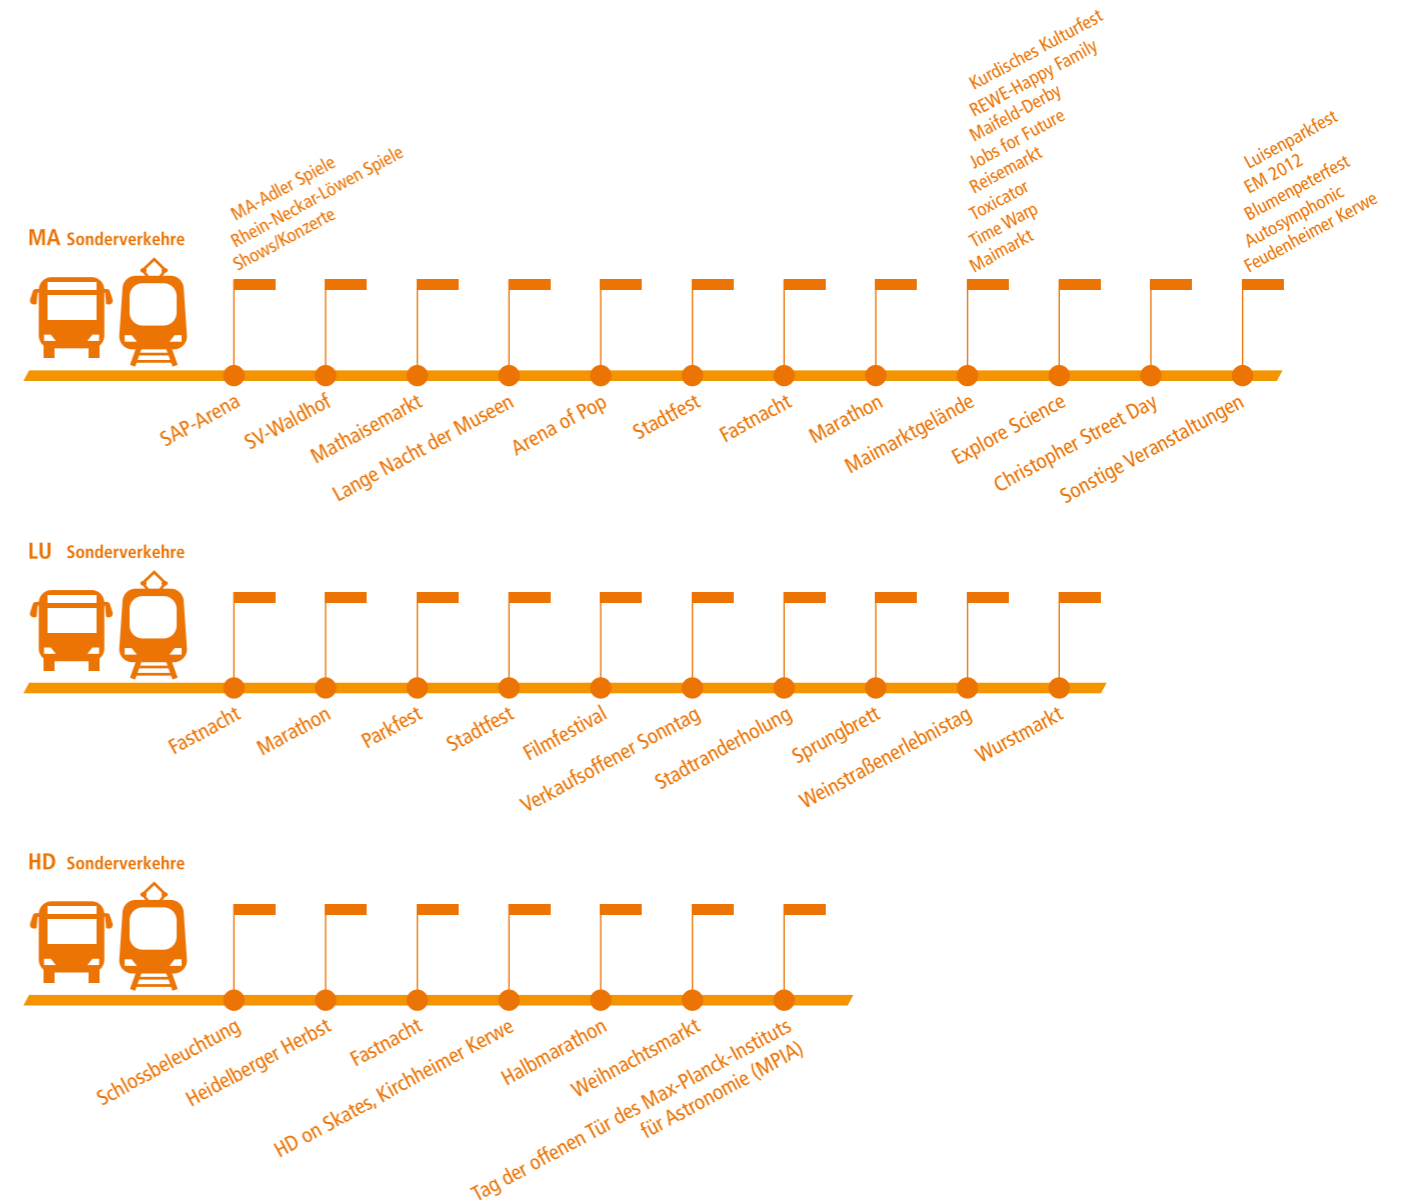 Kurdisches Kulturfest
REWE-Happy Family
Maifeld-Derby
Jobs for Future
Reisemarkt
Toxicator
Time Warp
Maimarkt
Luisenparkfest
EM 2012
Blumenpeterfest
Autosymphonic
Feudenheimer Kerwe
MA-Adler Spiele
Rhein-Neckar-Löwen Spiele
Shows/Konzerte
MA Sonderverkehre
SAP-Arena
SV-Waldhof
Mathaisemarkt
Lange Nacht der Museen
Arena of Pop
Stadtfest
Fastnacht
Marathon
Maimarktgelände
Explore Science
Christopher Street Day
Sonstige Veranstaltungen
LU Sonderverkehre
Fastnacht
Marathon
Parkfest
Stadtfest
Filmfestival
Verkaufsoffener Sonntag
Stadtranderholung
Sprungbrett
Weinstraßenerlebnistag
Wurstmarkt
HD Sonderverkehre
Schlossbeleuchtung
Heidelberger Herbst
Fastnacht
HD on Skates, Kirchheimer Kerwe
Halbmarathon
Weihnachtsmarkt
Tag der offenen Tür des Max-Planck-Instituts
für Astronomie (MPIA)